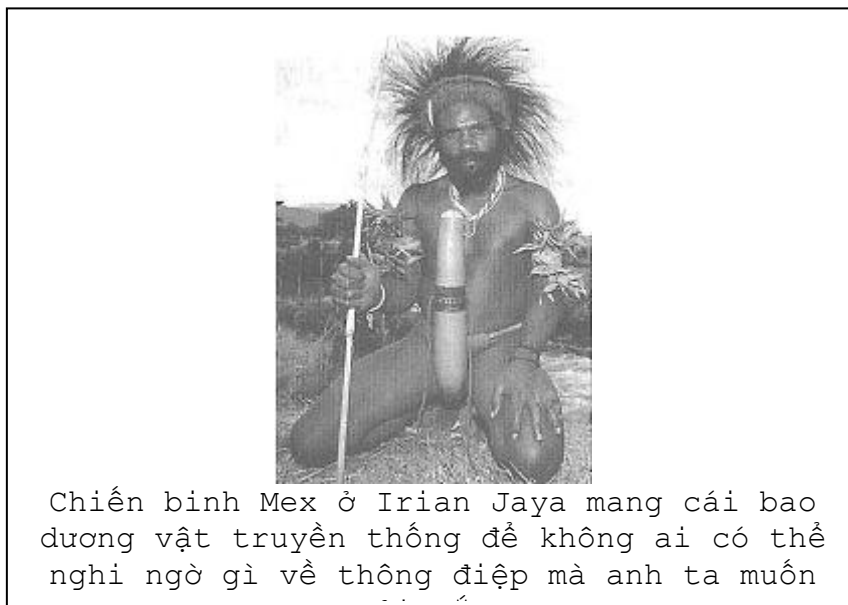 Chiến binh Mex ở Irian Jaya mang cái bao
dương vật truyền thống để không ai có thể
nghi ngờ gì về thông điệp mà anh ta muốn